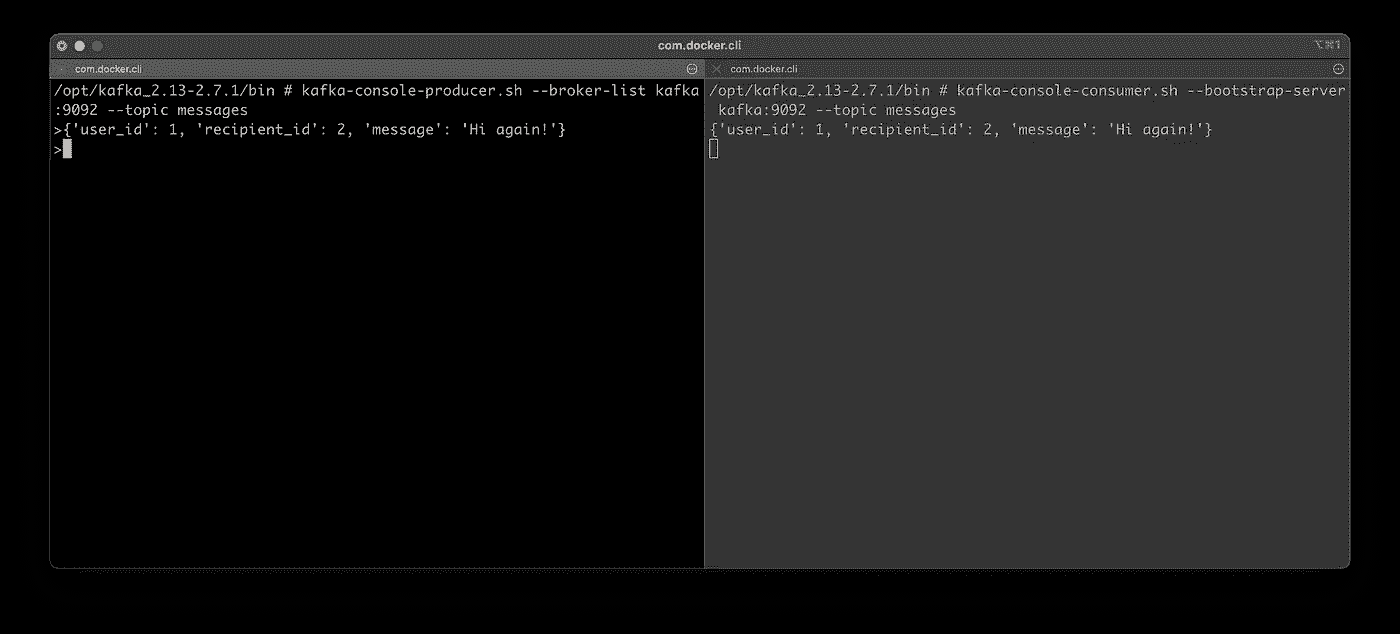 com.docker.cli
⌥⌘1
com.docker.cli
/opt/kafka_2.13-2.7.1/bin # kafka-console-producer.sh --broker-list kafka
:9092 --topic messages
>{'user_id': 1, 'recipient_id': 2, 'message': 'Hi again!'}
>
com.docker.cli
/opt/kafka_2.13-2.7.1/bin # kafka-console-consumer.sh --bootstrap-server
 kafka:9092 --topic messages
{'user_id': 1, 'recipient_id': 2, 'message': 'Hi again!'}